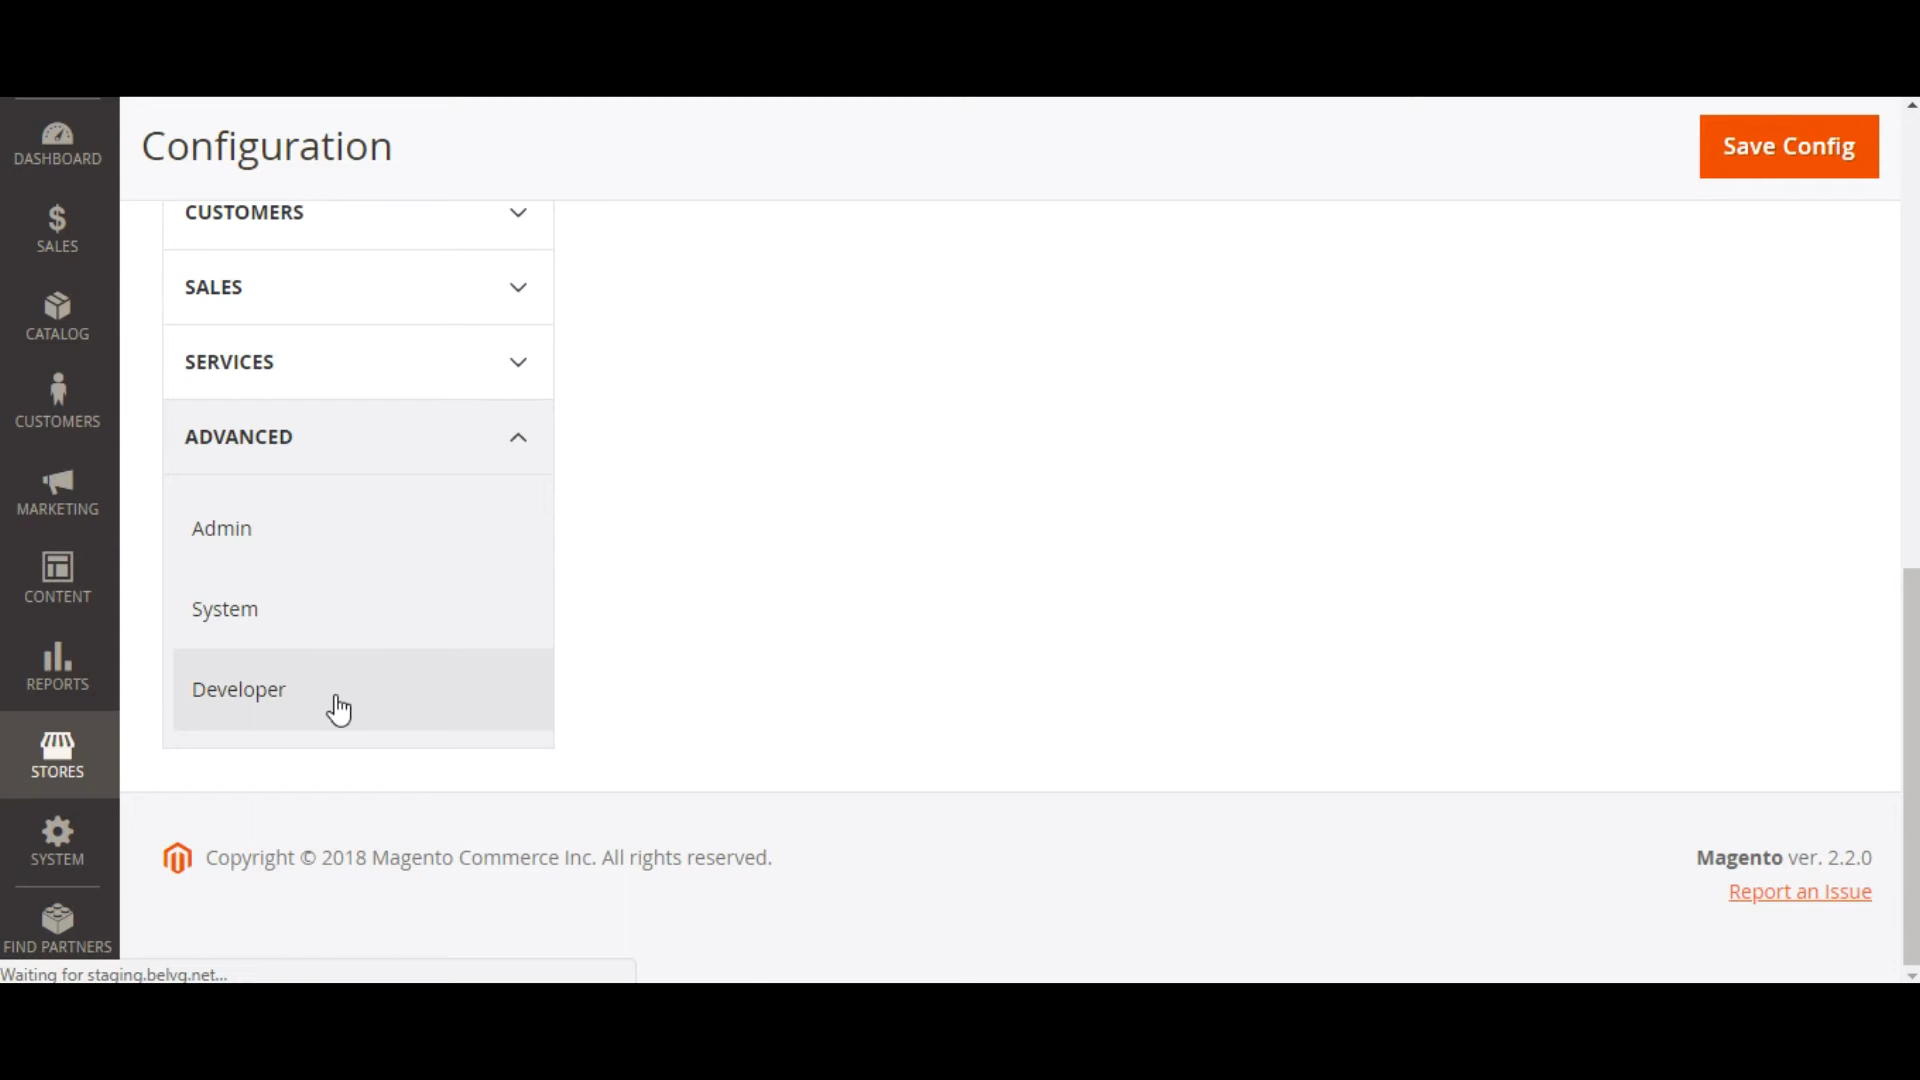 DASHBOARD
SALES
CATALOG
CUSTOMERS
MARKETING
CONTENT
REPORTS
STORES
SYSTEM
FIND PARTNERS
Configuration
Save Config
CUSTOMERS
SALES
SERVICES
ADVANCED
Admin
System
Developer
Copyright © 2018 Magento Commerce Inc. All rights reserved.
Magento ver. 2.2.0
Report an Issue
Waiting for staging.belvg.net...